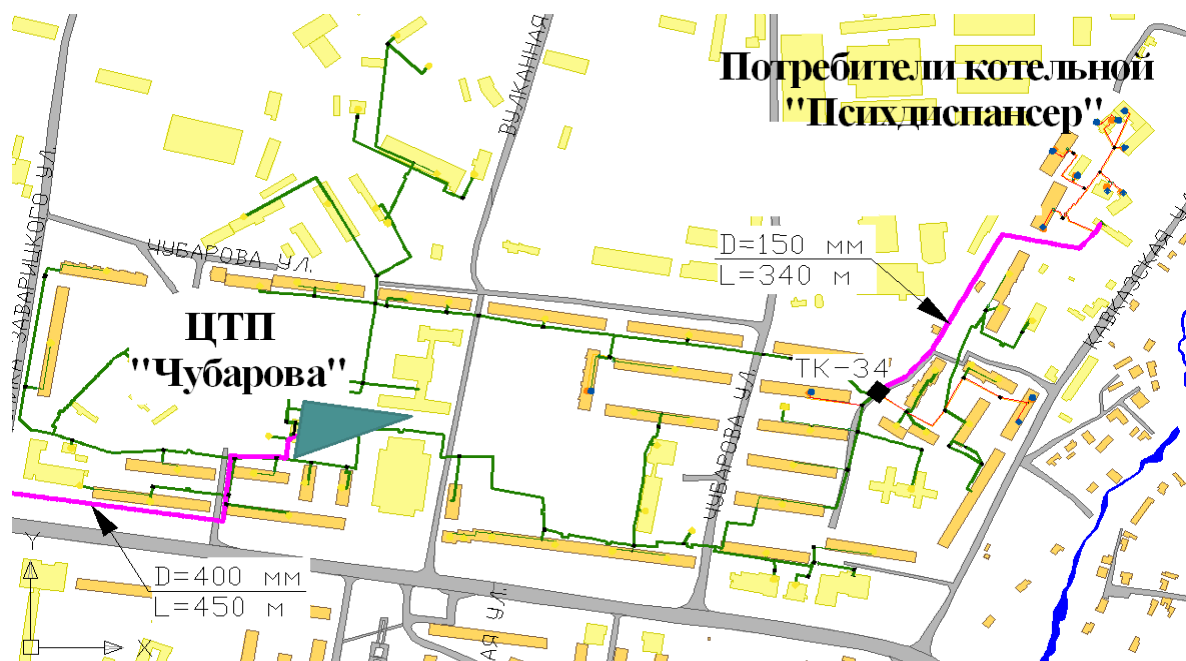 Потребители котельной
"Психдиспансер"
ВУЛКАННАЯ
ЗАВАРИЦКОГО УЛ.
ЧУБАРОВА УЛ.
D=150 мм
L=340 м
КАВКАЗСКАЯ
ЦТП
"Чубарова"
ТК-34
ЧУБАРОВА УЛ.
D=400 мм
L=450 м
УЛ.
Y
X